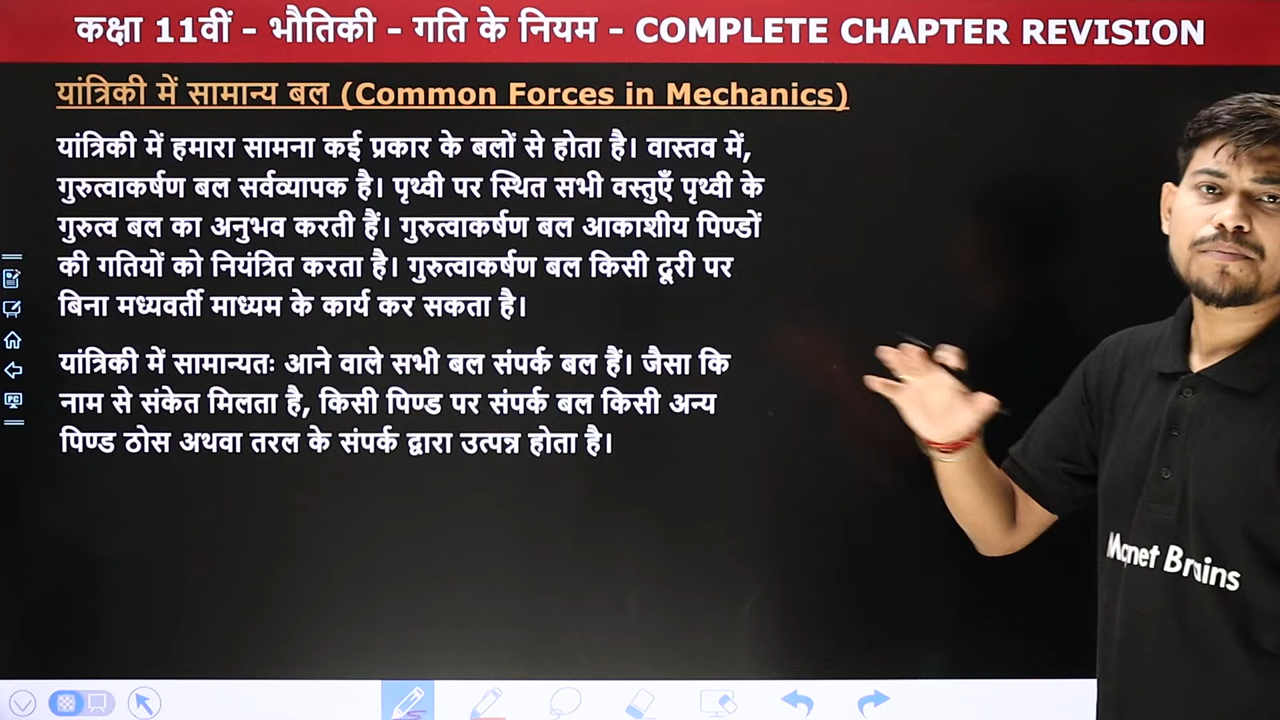 कक्षा 11वीं - भौतिकी - गति के नियम - COMPLETE CHAPTER REVISION
यांत्रिकी में सामान्य बल (Common Forces in Mechanics)
यांत्रिकी में हमारा सामना कई प्रकार के बलों से होता है। वास्तव में,
गुरुत्वाकर्षण बल सर्वव्यापक है। पृथ्वी पर स्थित सभी वस्तुएँ पृथ्वी के
गुरुत्व बल का अनुभव करती हैं। गुरुत्वाकर्षण बल आकाशीय पिण्डों
की गतियों को नियंत्रित करता है। गुरुत्वाकर्षण बल किसी दूरी पर
बिना मध्यवर्ती माध्यम के कार्य कर सकता है।
यांत्रिकी में सामान्यतः आने वाले सभी बल संपर्क बल हैं। जैसा कि
नाम से संकेत मिलता है, किसी पिण्ड पर संपर्क बल किसी अन्य
पिण्ड ठोस अथवा तरल के संपर्क द्वारा उत्पन्न होता है।
PC
Magnet Brains